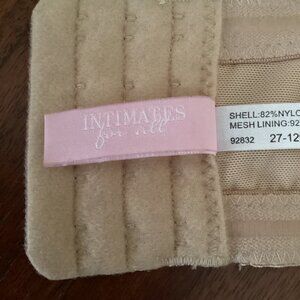 INTIMATES
for all
SHELL:82%NYLO
MESH LINING:92
92832 27-12